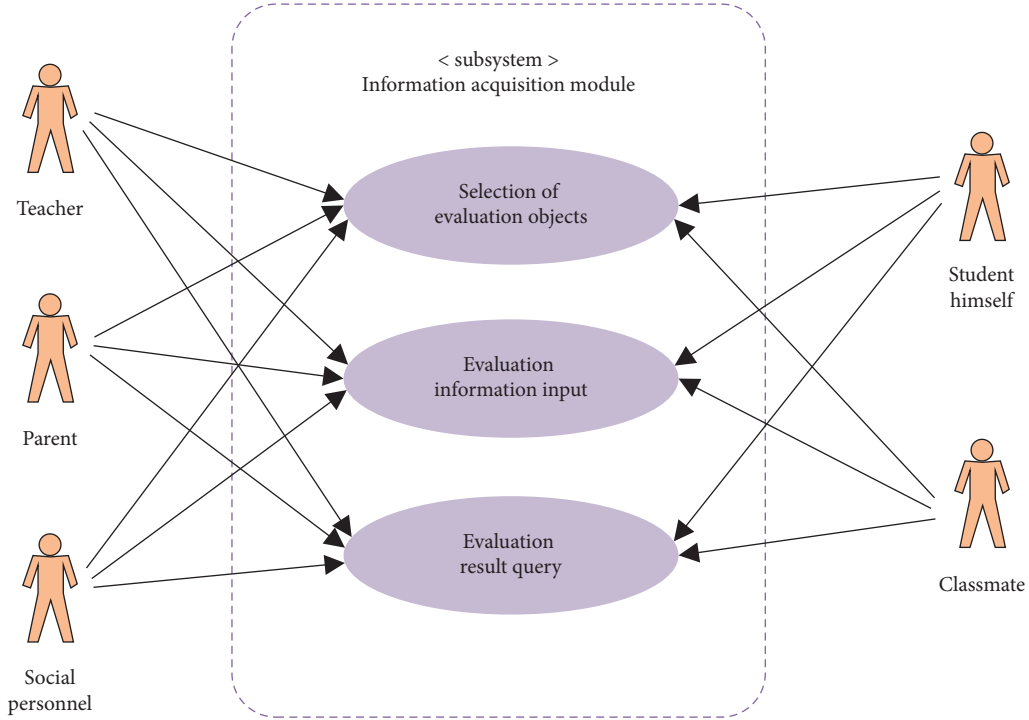 < subsystem >
Information acquisition module
Teacher
Parent
Social
personnel
Selection of
evaluation objects
Evaluation
information input
Evaluation
result query
Student
himself
Classmate